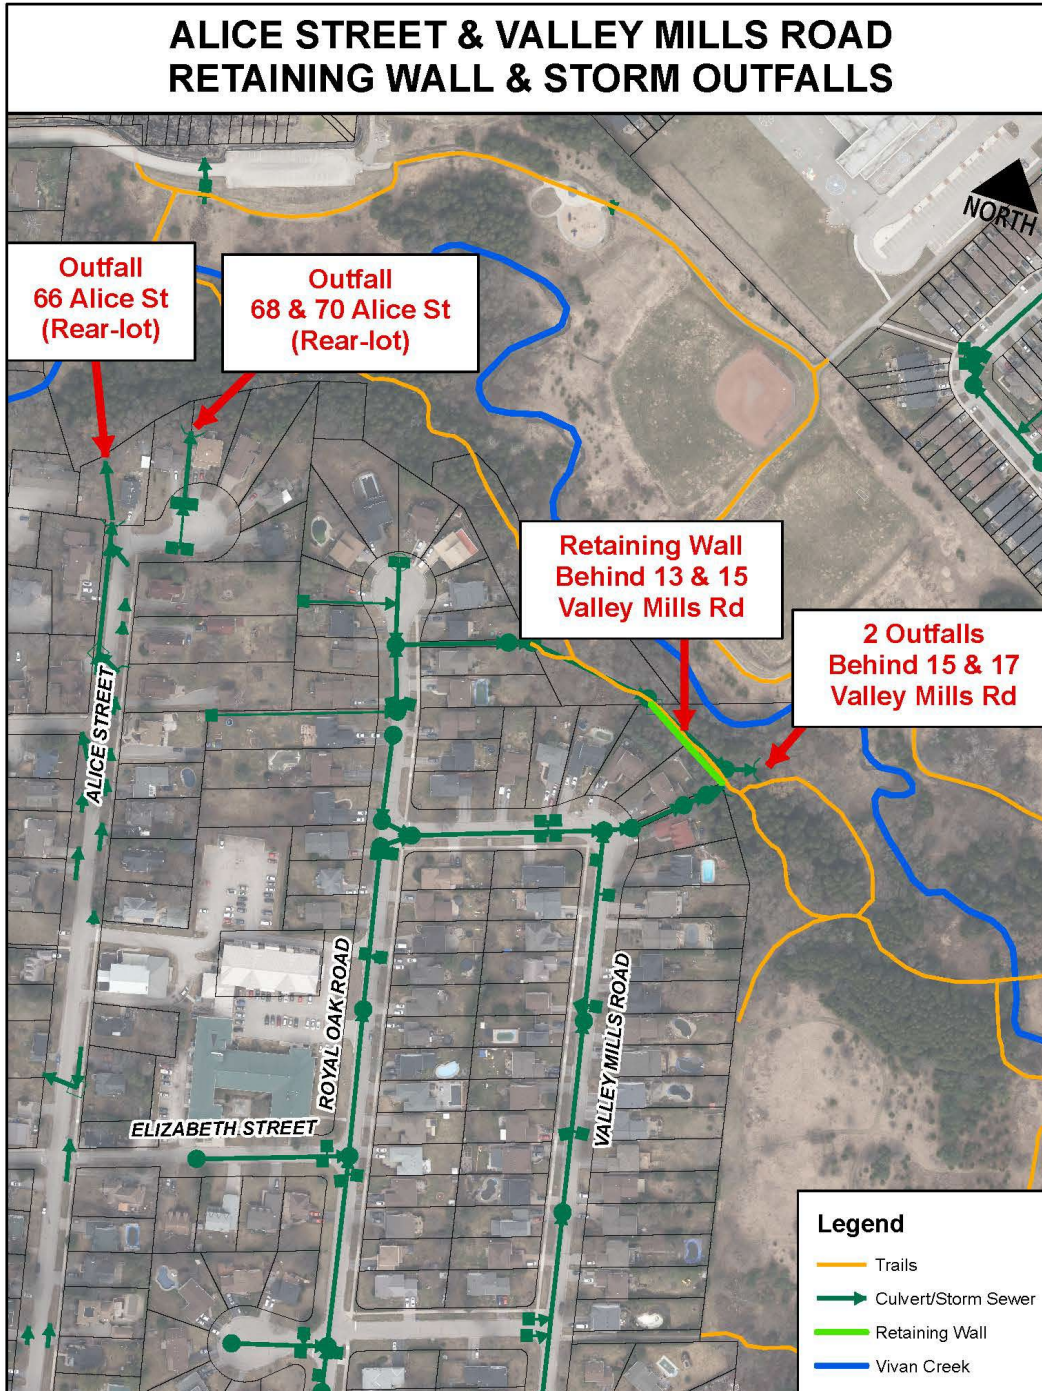 ALICE STREET & VALLEY MILLS ROAD
RETAINING WALL & STORM OUTFALLS
NORTH
Outfall
66 Alice St
(Rear-lot)
Outfall
68 & 70 Alice St
(Rear-lot)
Retaining Wall
Behind 13 & 15
Valley Mills Rd
2 Outfalls
Behind 15 & 17
Valley Mills Rd
ALICE STREET
ROYAL OAK ROAD
VALLEY MILLS ROAD
ELIZABETH STREET
Legend
Trails
Culvert/Storm Sewer
Retaining Wall
Vivan Creek